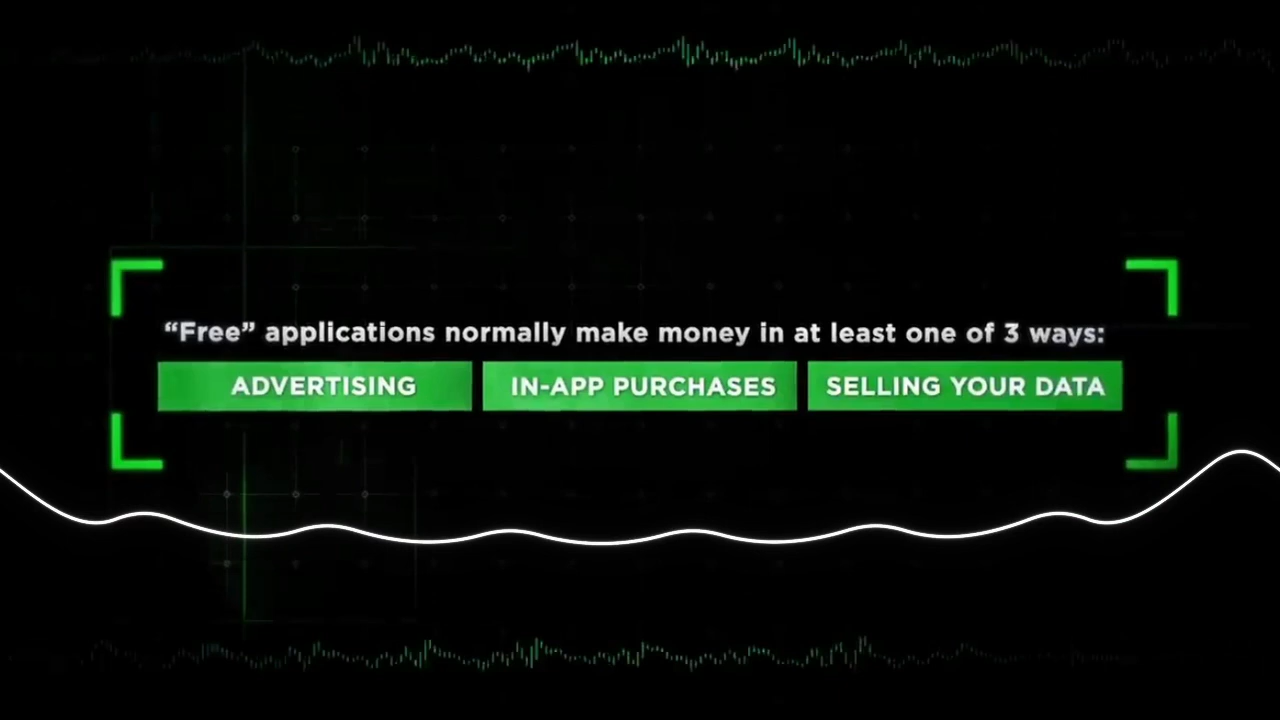 “Free” applications normally make money in at least one of 3 ways:
ADVERTISING IN-APP PURCHASES SELLING YOUR DATA